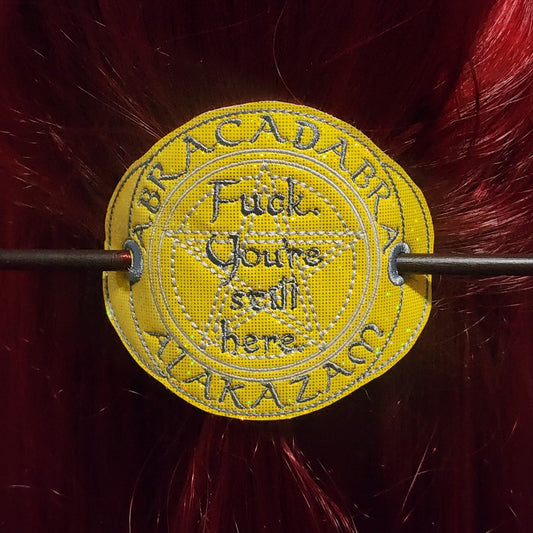 ABRACADABRA
Fuck.
You're
still
here.
ALAKAZAM